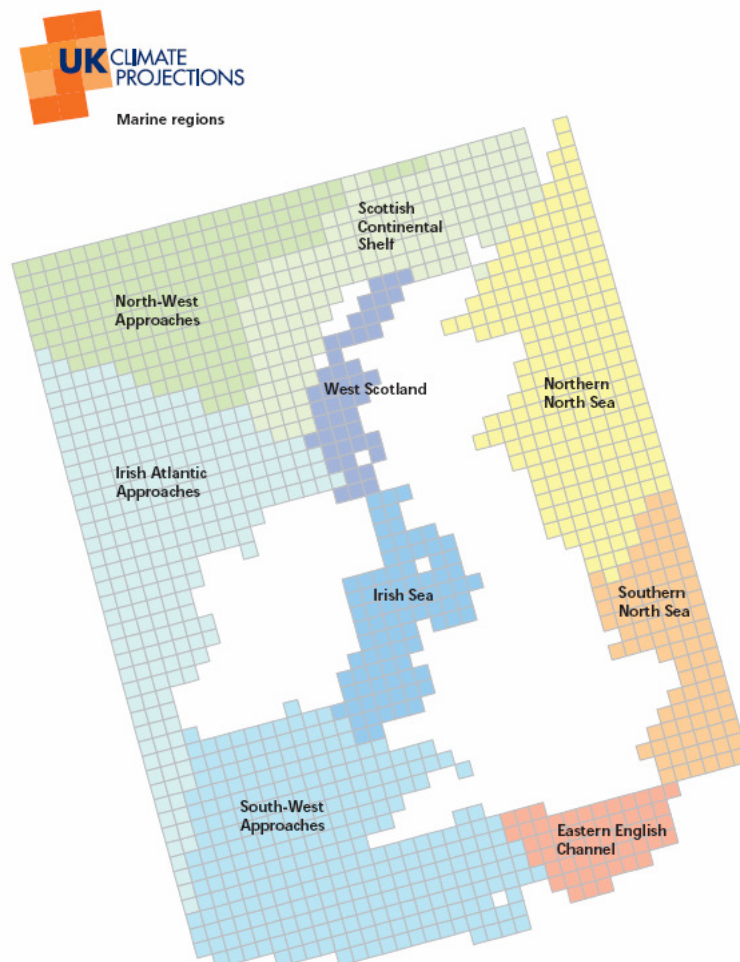 UK CLIMATE
PROJECTIONS
Marine regions
Scottish
Continental
Shelf
North-West
Approaches
West Scotland
Northern
North Sea
Irish Atlantic
Approaches
Irish Sea
Southern
North Sea
South-West
Approaches
Eastern English
Channel